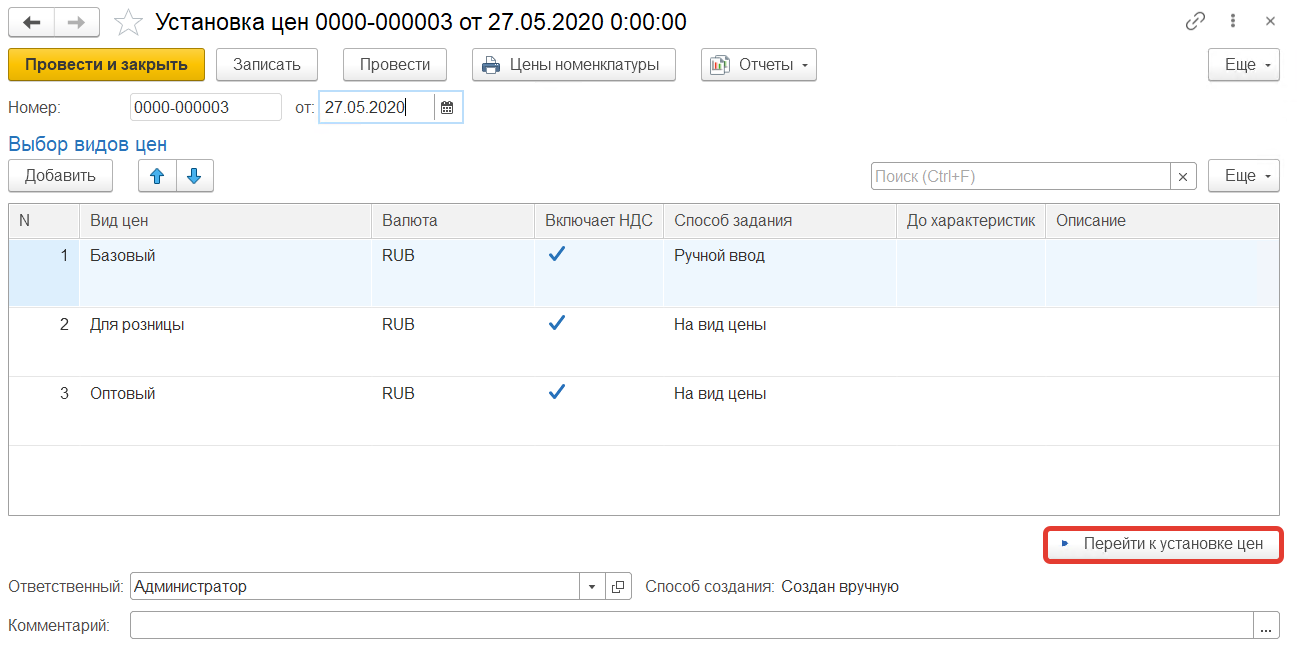 Установка цен 0000-000003 от 27.05.2020 0:00:00
Провести и закрыть Записать Провести Цены номенклатуры Отчеты Еще
Номер: 0000-000003 от: 27.05.2020
Выбор видов цен
Добавить Поиск (Ctrl+F) × Еще
N Вид цен Валюта Включает НДС Способ задания До характеристик Описание
1 Базовый RUB Ручной ввод
2 Для розницы RUB На вид цены
3 Оптовый RUB На вид цены
Перейти к установке цен
Ответственный: Администратор Способ создания: Создан вручную
Комментарий: ...